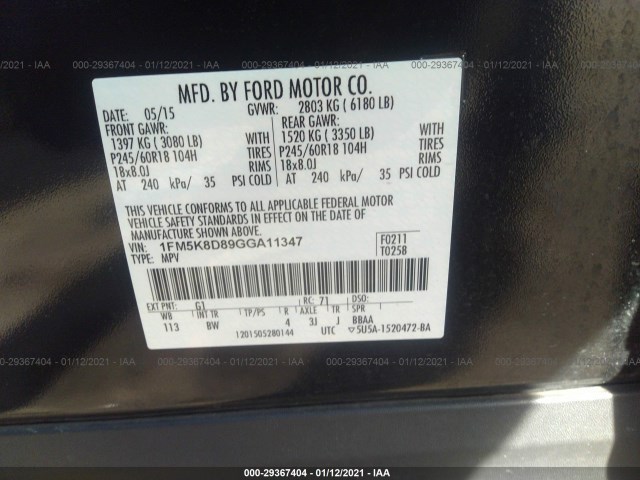 000-29367404 - 01/12/2021 - IAA
MFD. BY FORD MOTOR CO.
DATE: 05/15 GVWR: 2803 KG ( 6180 LB)
FRONT GAWR: REAR GAWR:
1397 KG ( 3080 LB) WITH 1520 KG ( 3350 LB) WITH
P245/60R18 104H TIRES P245/60R18 104H TIRES
18x8.0J RIMS 18x8.0J RIMS
AT 240 kPa/ 35 PSI COLD AT 240 kPa/ 35 PSI COLD
THIS VEHICLE CONFORMS TO ALL APPLICABLE FEDERAL MOTOR
VEHICLE SAFETY STANDARDS IN EFFECT ON THE DATE OF
MANUFACTURE SHOWN ABOVE.
VIN: 1FM5K8D89GGA11347 F0211
TYPE: MPV T025B
EXT PNT: G1 RC: 71 DSO:
WB INT TR TP/PS R AXLE TR SPR
113 BW 4 3J J BBAA
1201505280144 UTC 5U5A-1520472-BA
000-29367404 - 01/12/2021 - IAA